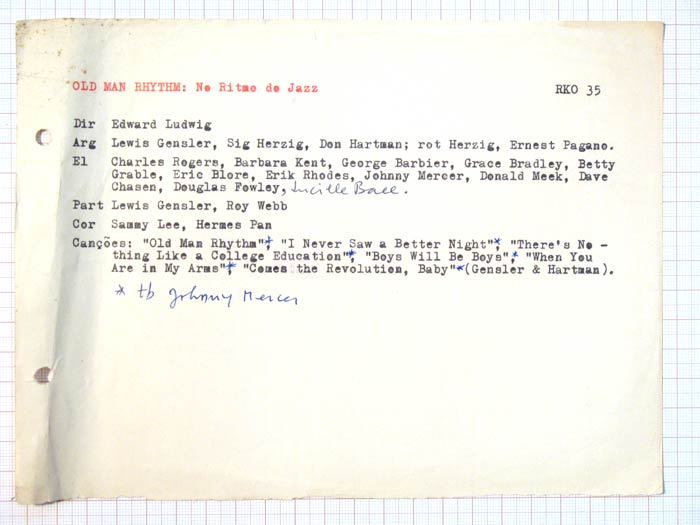 OLD MAN RHYTHM: No Ritmo do Jazz RKO 35
Dir Edward Ludwig
Arg Lewis Gensler, Sig Herzig, Don Hartman; rot Herzig, Ernest Pagano.
El Charles Rogers, Barbara Kent, George Barbier, Grace Bradley, Betty
Grable, Eric Blore, Erik Rhodes, Johnny Mercer, Donald Meek, Dave
Chasen, Douglas Fowley, Lucille Ball.
Part Lewis Gensler, Roy Webb
Cor Sammy Lee, Hermes Pan
Canções: "Old Man Rhythm"*, "I Never Saw a Better Night"*, "There's No -
thing Like a College Education"*, "Boys Will Be Boys"*, "When You
Are in My Arms"*, "Comes the Revolution, Baby"*(Gensler & Hartman).
* tb Johnny Mercer